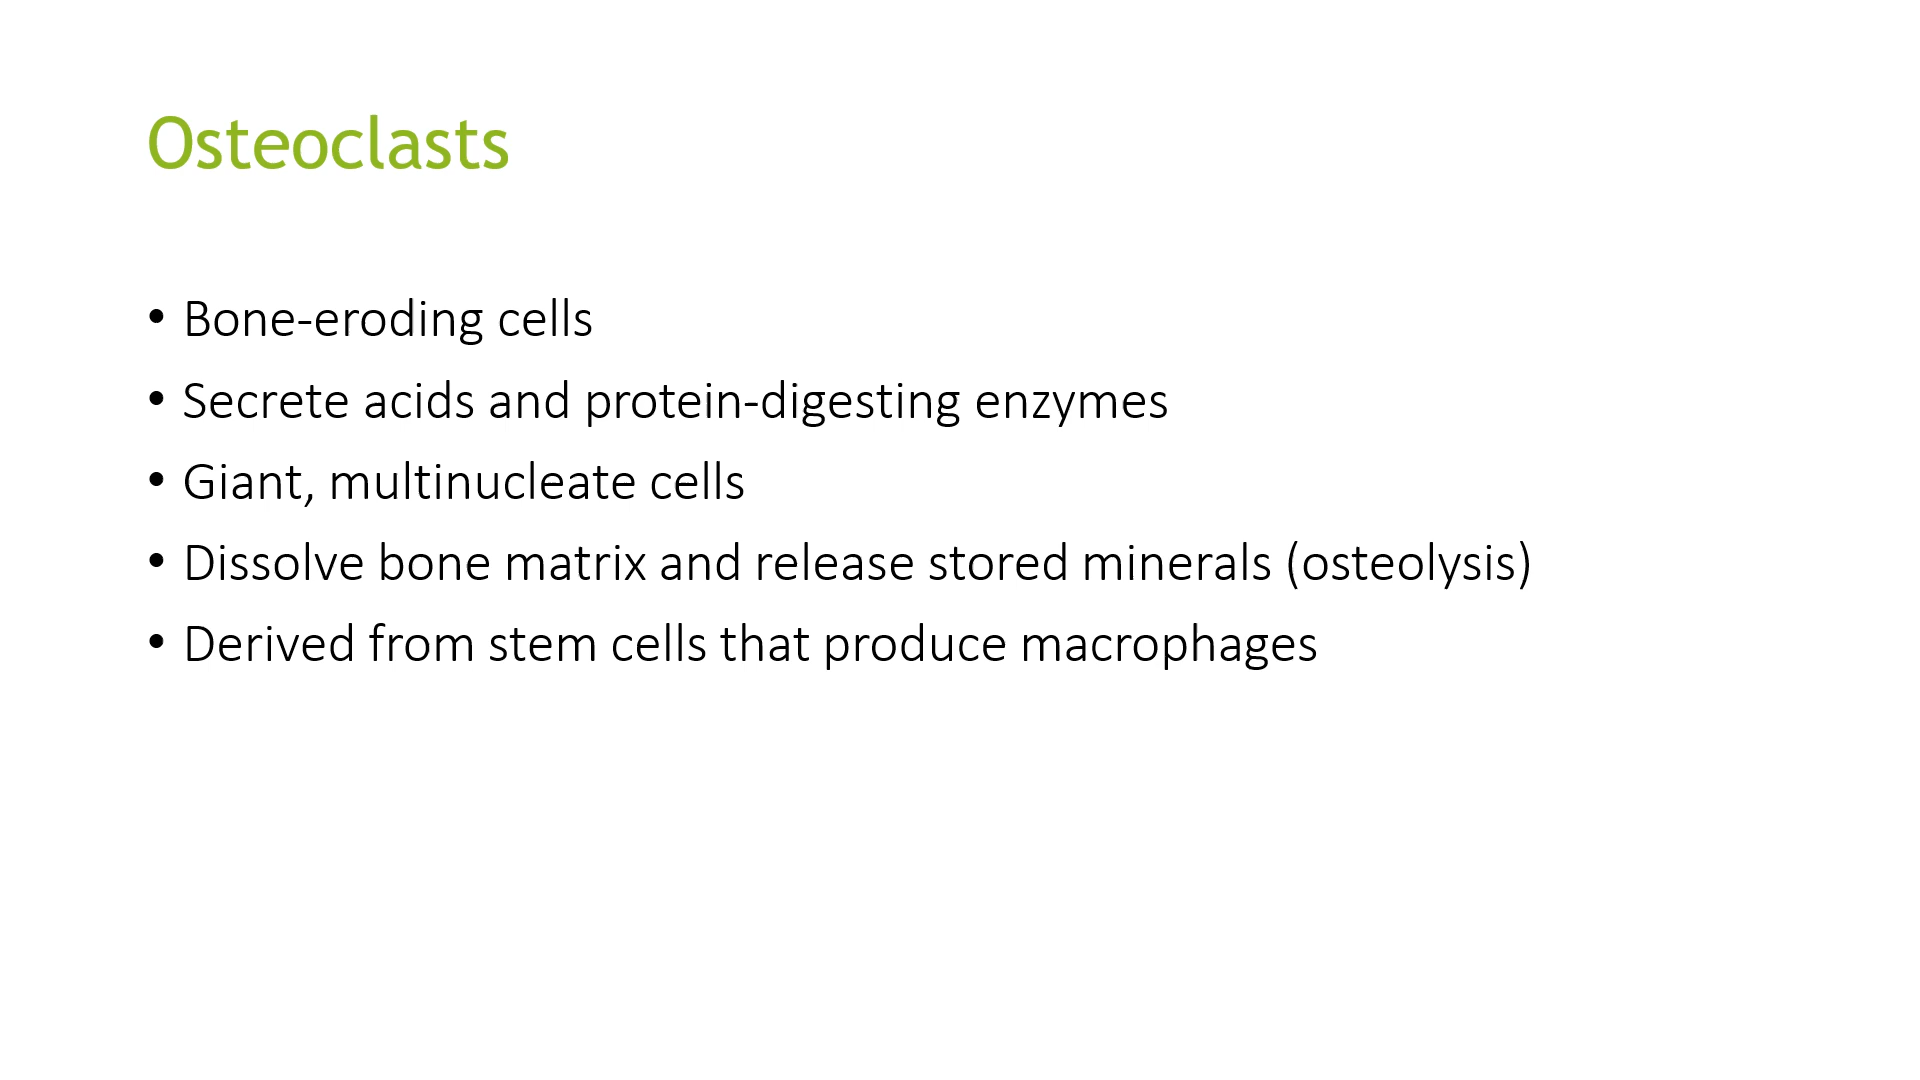 Osteoclasts
• Bone-eroding cells
• Secrete acids and protein-digesting enzymes
• Giant, multinucleate cells
• Dissolve bone matrix and release stored minerals (osteolysis)
• Derived from stem cells that produce macrophages